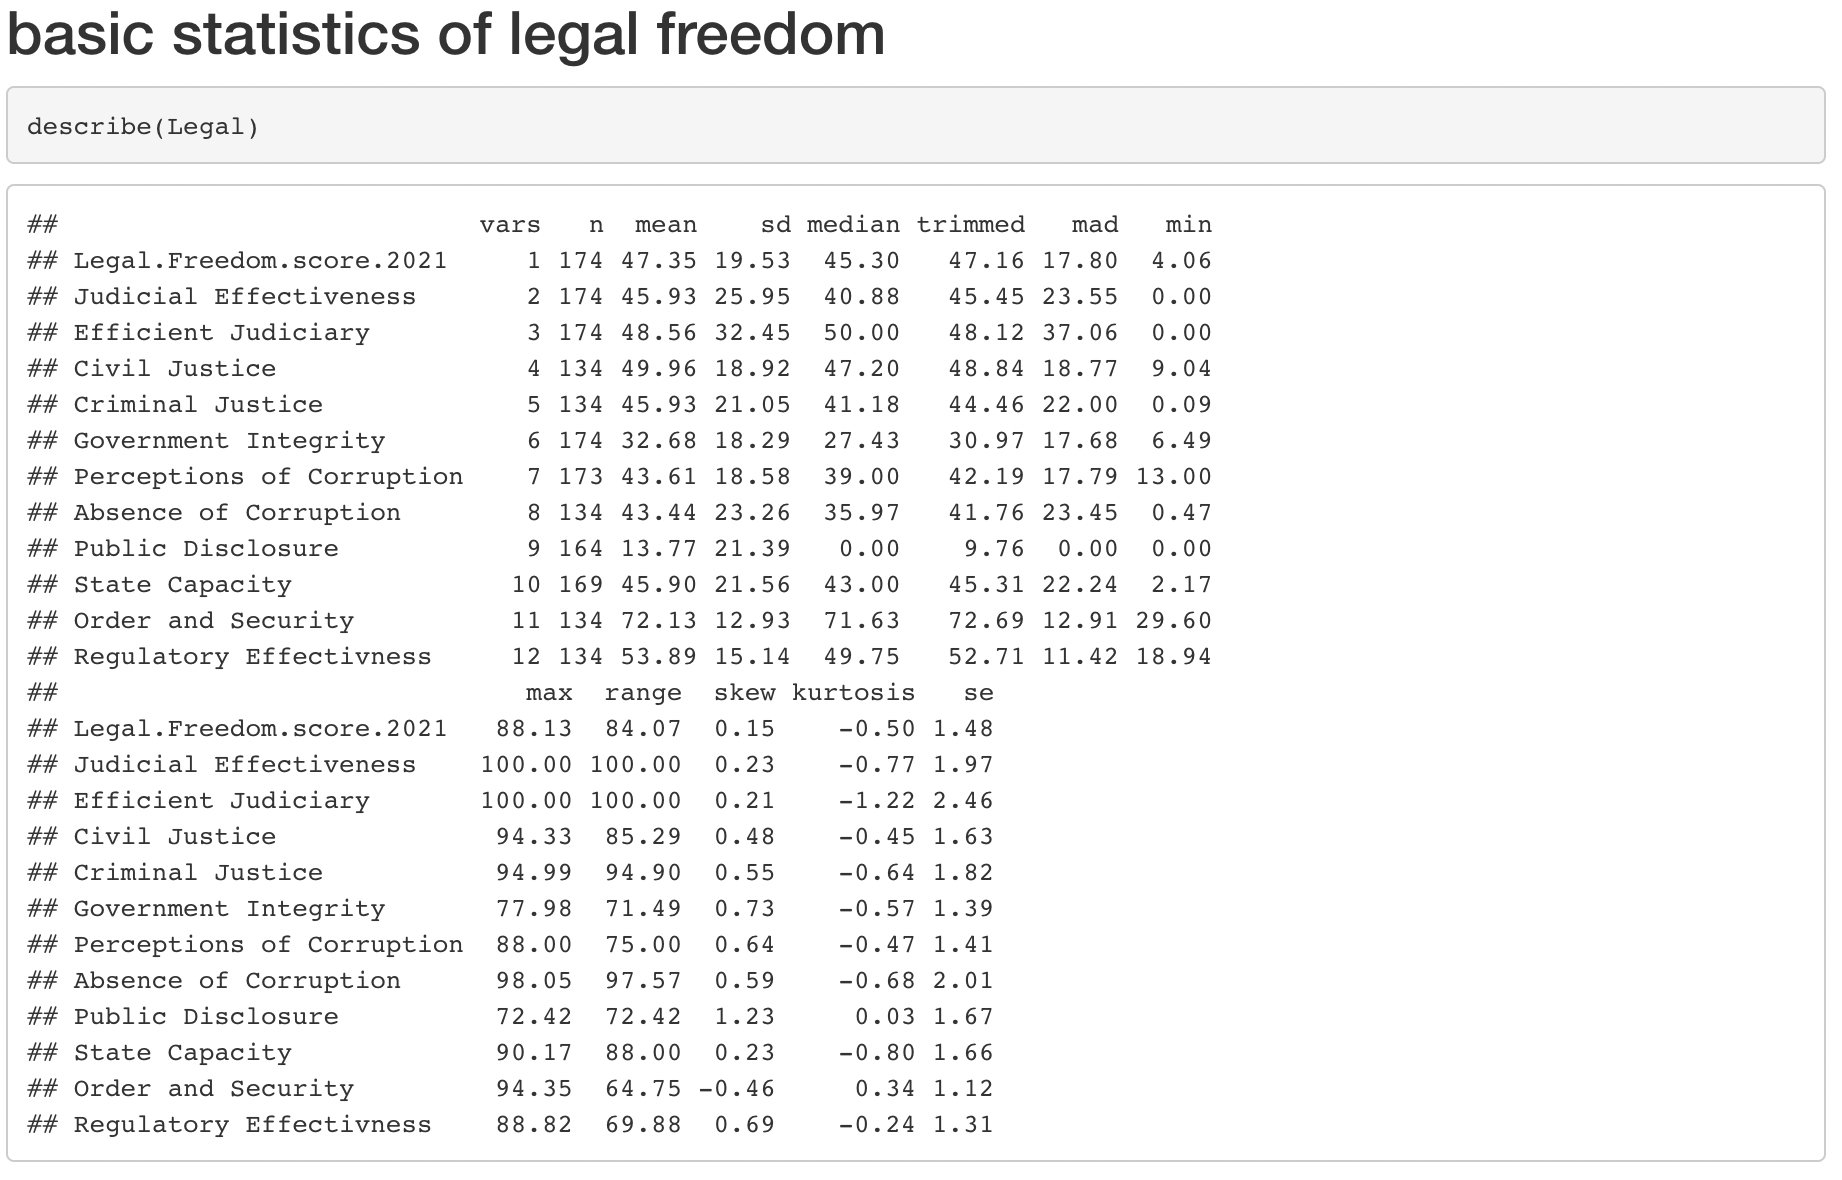 basic statistics of legal freedom
describe(Legal)
## vars n mean sd median trimmed mad min
## Legal.Freedom.score.2021 1 174 47.35 19.53 45.30 47.16 17.80 4.06
## Judicial Effectiveness 2 174 45.93 25.95 40.88 45.45 23.55 0.00
## Efficient Judiciary 3 174 48.56 32.45 50.00 48.12 37.06 0.00
## Civil Justice 4 134 49.96 18.92 47.20 48.84 18.77 9.04
## Criminal Justice 5 134 45.93 21.05 41.18 44.46 22.00 0.09
## Government Integrity 6 174 32.68 18.29 27.43 30.97 17.68 6.49
## Perceptions of Corruption 7 173 43.61 18.58 39.00 42.19 17.79 13.00
## Absence of Corruption 8 134 43.44 23.26 35.97 41.76 23.45 0.47
## Public Disclosure 9 164 13.77 21.39 0.00 9.76 0.00 0.00
## State Capacity 10 169 45.90 21.56 43.00 45.31 22.24 2.17
## Order and Security 11 134 72.13 12.93 71.63 72.69 12.91 29.60
## Regulatory Effectivness 12 134 53.89 15.14 49.75 52.71 11.42 18.94
## max range skew kurtosis se
## Legal.Freedom.score.2021 88.13 84.07 0.15 -0.50 1.48
## Judicial Effectiveness 100.00 100.00 0.23 -0.77 1.97
## Efficient Judiciary 100.00 100.00 0.21 -1.22 2.46
## Civil Justice 94.33 85.29 0.48 -0.45 1.63
## Criminal Justice 94.99 94.90 0.55 -0.64 1.82
## Government Integrity 77.98 71.49 0.73 -0.57 1.39
## Perceptions of Corruption 88.00 75.00 0.64 -0.47 1.41
## Absence of Corruption 98.05 97.57 0.59 -0.68 2.01
## Public Disclosure 72.42 72.42 1.23 0.03 1.67
## State Capacity 90.17 88.00 0.23 -0.80 1.66
## Order and Security 94.35 64.75 -0.46 0.34 1.12
## Regulatory Effectivness 88.82 69.88 0.69 -0.24 1.31